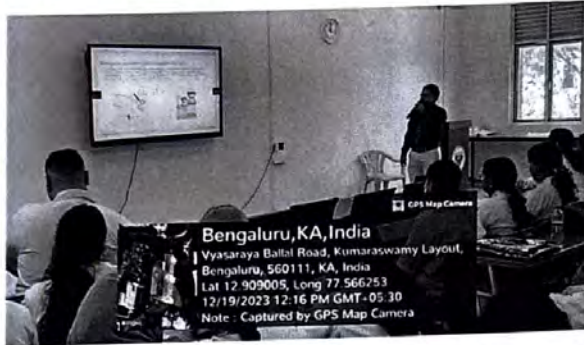 GPS Map Camera
Bengaluru,KA,India
Vyasaraya Ballal Road, Kumaraswamy Layout,
Bengaluru, 560111, KA, India
Lat 12.909005, Long 77.566253
12/19/2023 12:16 PM GMT+05:30
Note : Captured by GPS Map Camera